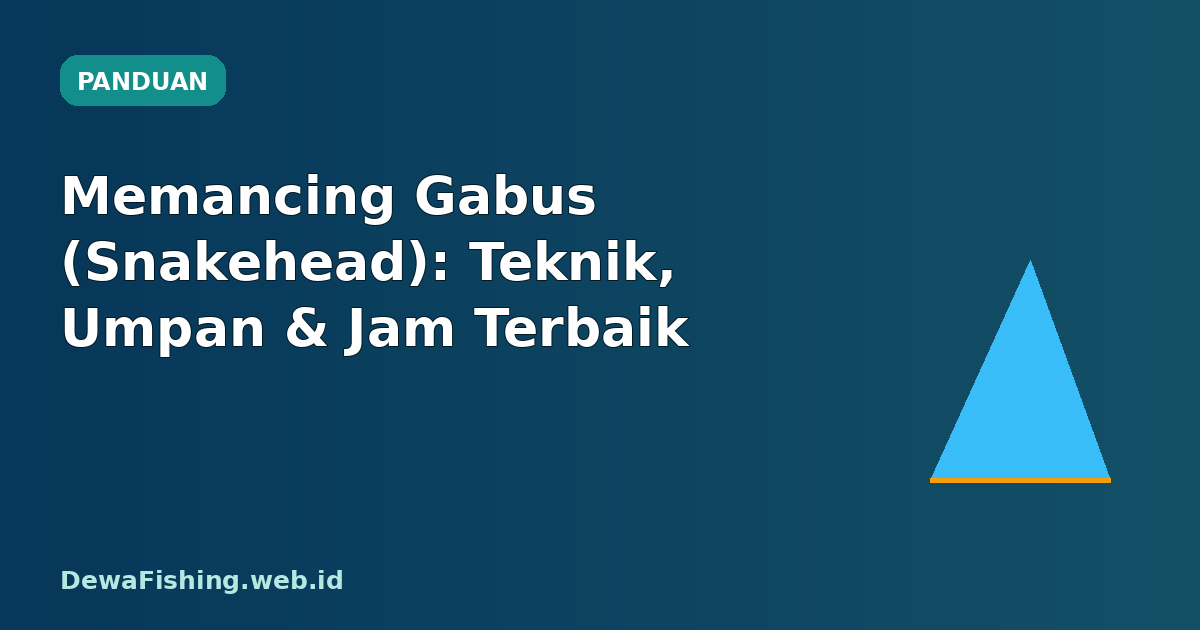 PANDUAN
Memancing Gabus
(Snakehead): Teknik,
Umpan & Jam Terbaik
DewaFishing.web.id